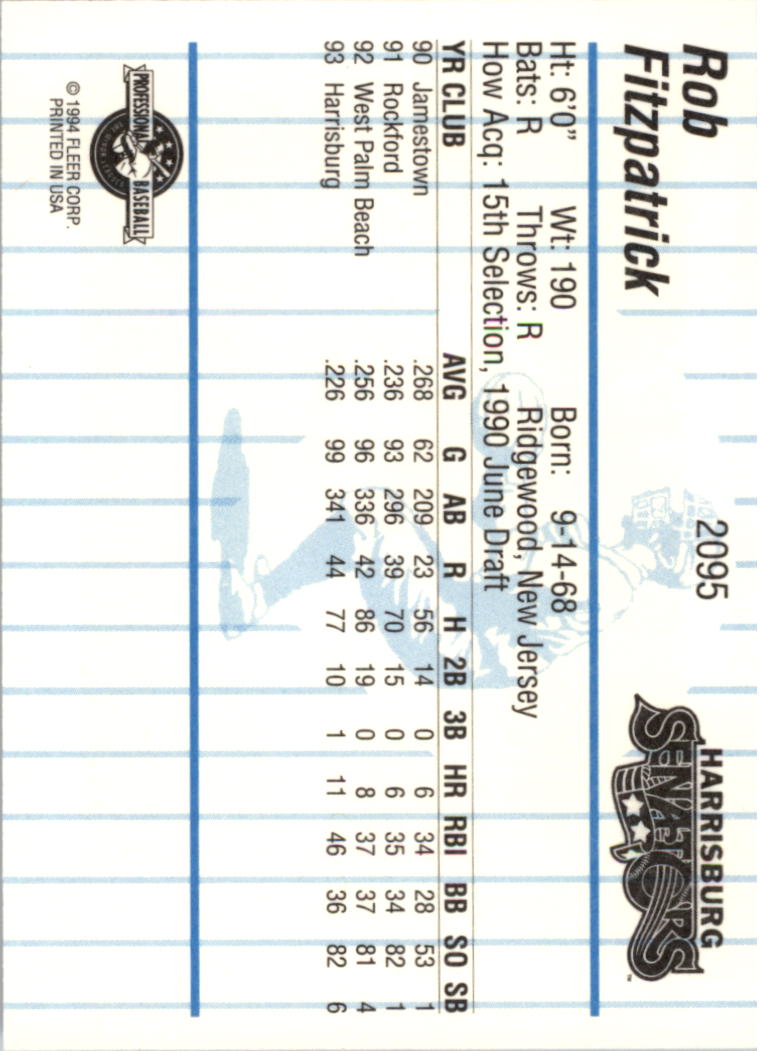 Rob
Fitzpatrick
2095
HARRISBURG
SENATORS
™
Ht: 6'0" Wt: 190 Born: 9-14-68
Bats: R Throws: R Ridgewood, New Jersey
How Acq: 15th Selection, 1990 June Draft
YR CLUB AVG G AB R H 2B 3B HR RBI BB SO SB
90 Jamestown .268 62 209 23 56 14 0 6 34 28 53 1
91 Rockford .236 93 296 39 70 15 0 6 35 34 82 1
92 West Palm Beach .256 96 336 42 86 19 0 8 37 37 81 4
93 Harrisburg .226 99 341 44 77 10 1 11 46 36 82 6
PROFESSIONAL BASEBALL
© 1994 FLEER CORP.
PRINTED IN USA